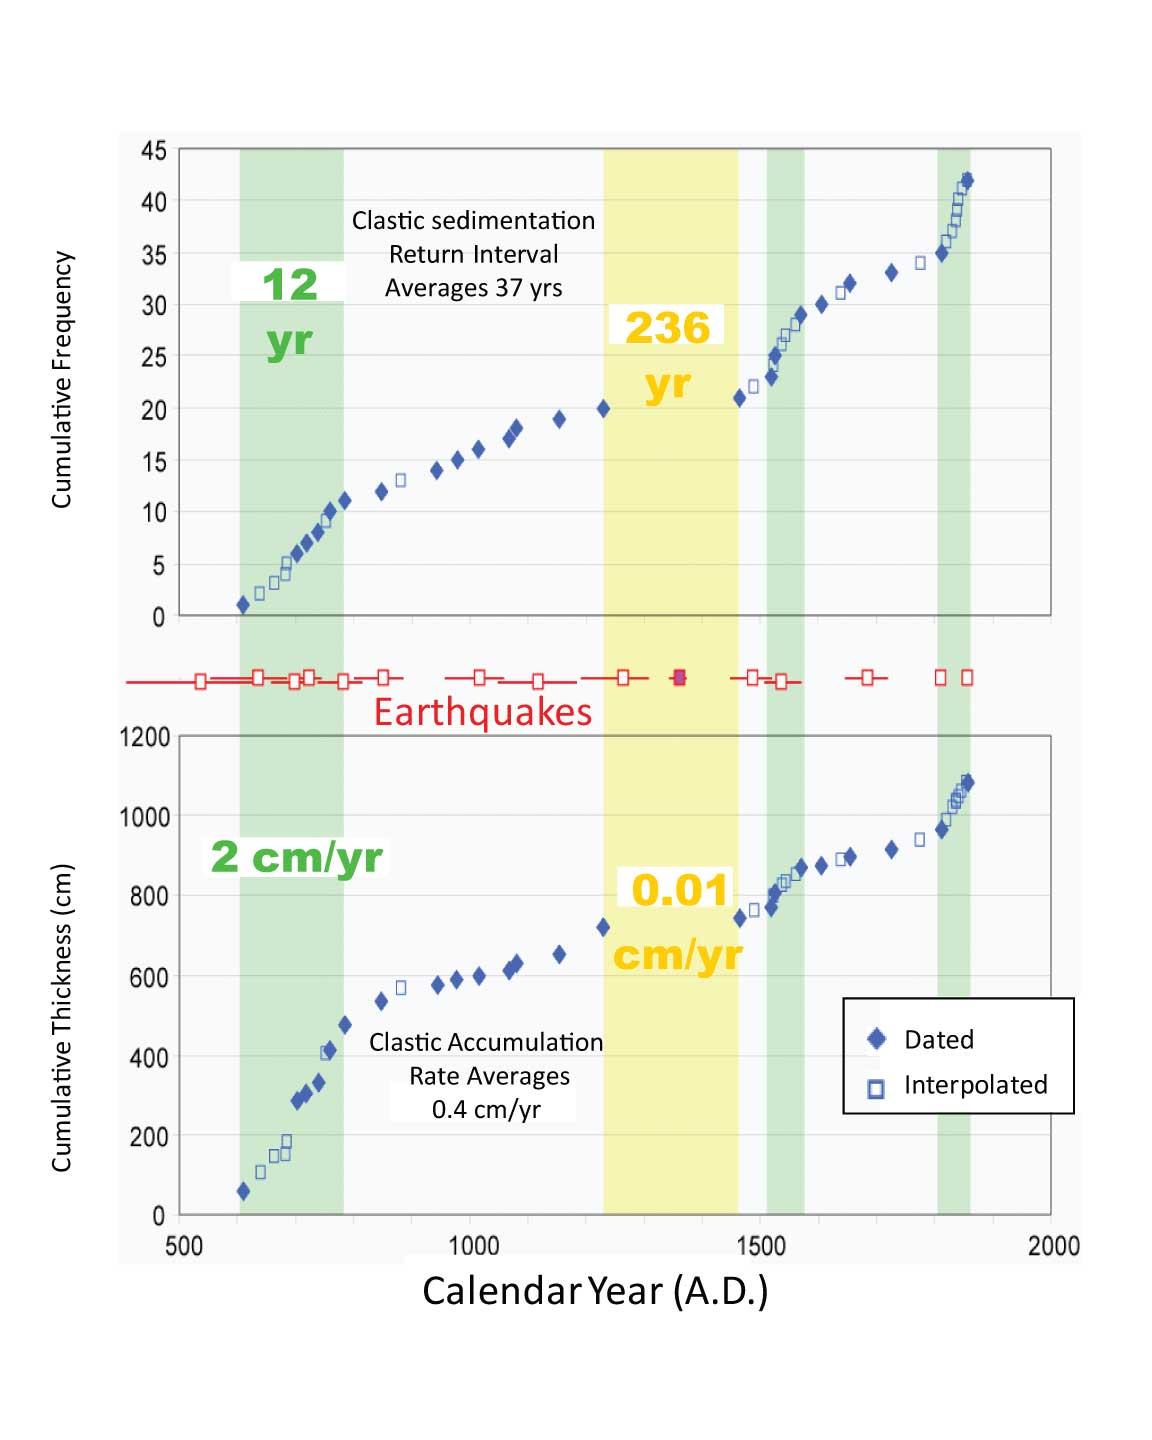 45
40
35
30
25
20
15
10
5
0
Cumulative Frequency
Clastic sedimentation
Return Interval
Averages 37 yrs
12
yr
236
yr
Earthquakes
1200
1000
800
600
400
200
0
Cumulative Thickness (cm)
2 cm/yr
0.01
cm/yr
Clastic Accumulation
Rate Averages
0.4 cm/yr
Dated
Interpolated
500 1000 1500 2000
Calendar Year (A.D.)